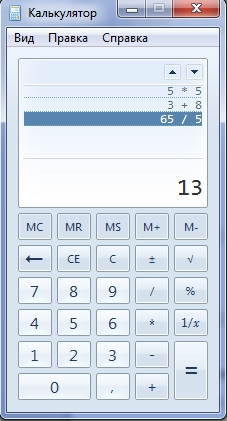 Калькулятор
Вид Правка Справка
5 * 5
3 + 8
65 / 5
13
MC MR MS M+ M-
← CE C ± √
7 8 9 / %
4 5 6 * 1/x
1 2 3 - =
0 , +